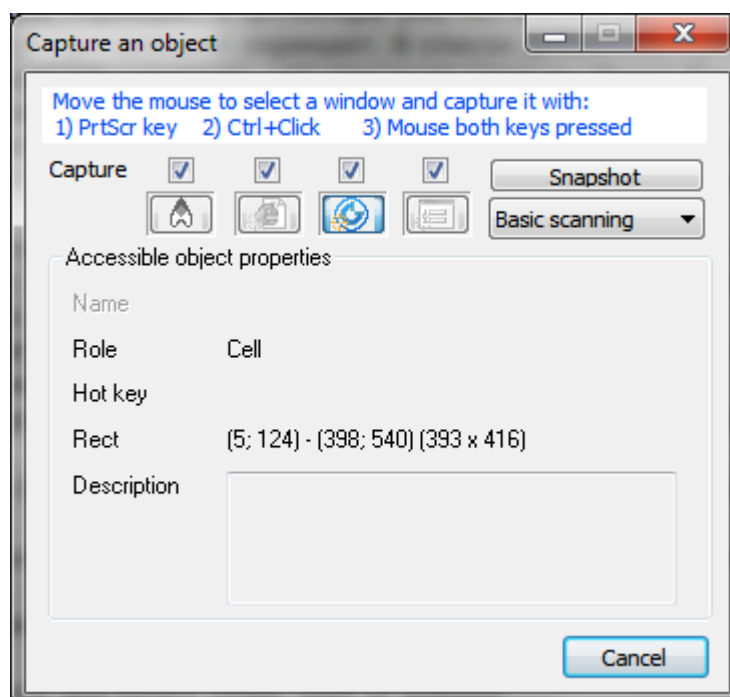 Capture an object
Move the mouse to select a window and capture it with:
1) PrtScr key 2) Ctrl+Click 3) Mouse both keys pressed
Capture
Snapshot
Basic scanning
Accessible object properties
Name
Role Cell
Hot key
Rect (5; 124) - (398; 540) (393 x 416)
Description
Cancel